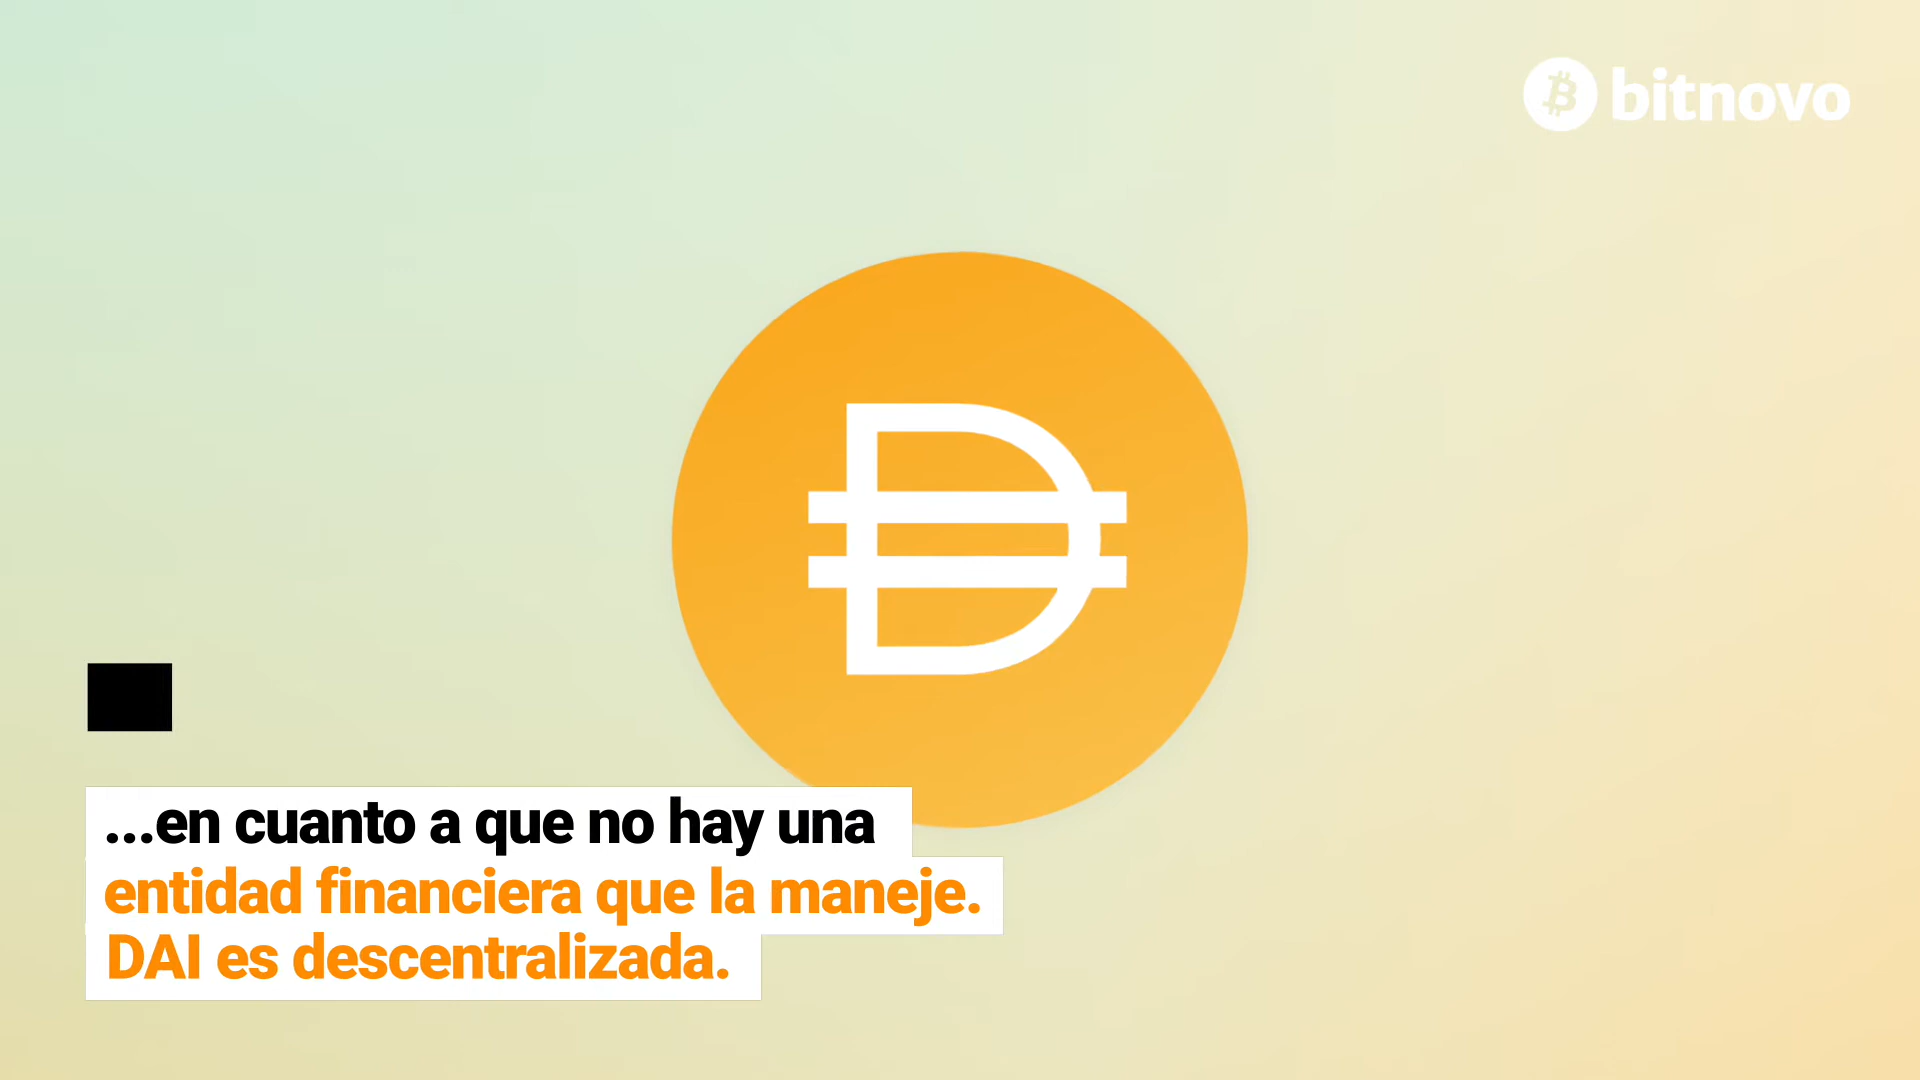 bitnovo
...en cuanto a que no hay una
entidad financiera que la maneje.
DAI es descentralizada.